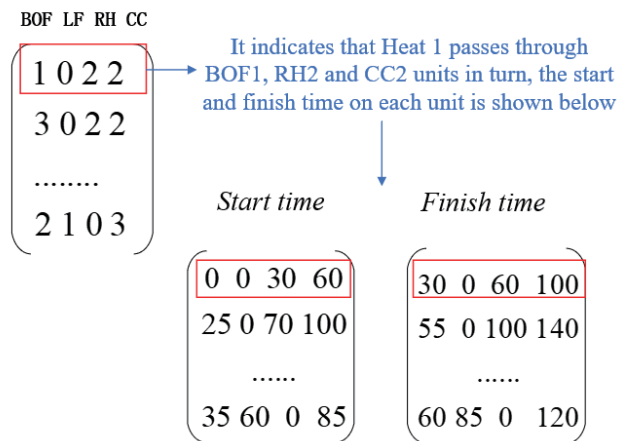 BOF LF RH CC
1 0 2 2
3 0 2 2
........
2 1 0 3
It indicates that Heat 1 passes through
BOF1, RH2 and CC2 units in turn, the start
and finish time on each unit is shown below
Start time
0 0 30 60
25 0 70 100
......
35 60 0 85
Finish time
30 0 60 100
55 0 100 140
......
60 85 0 120